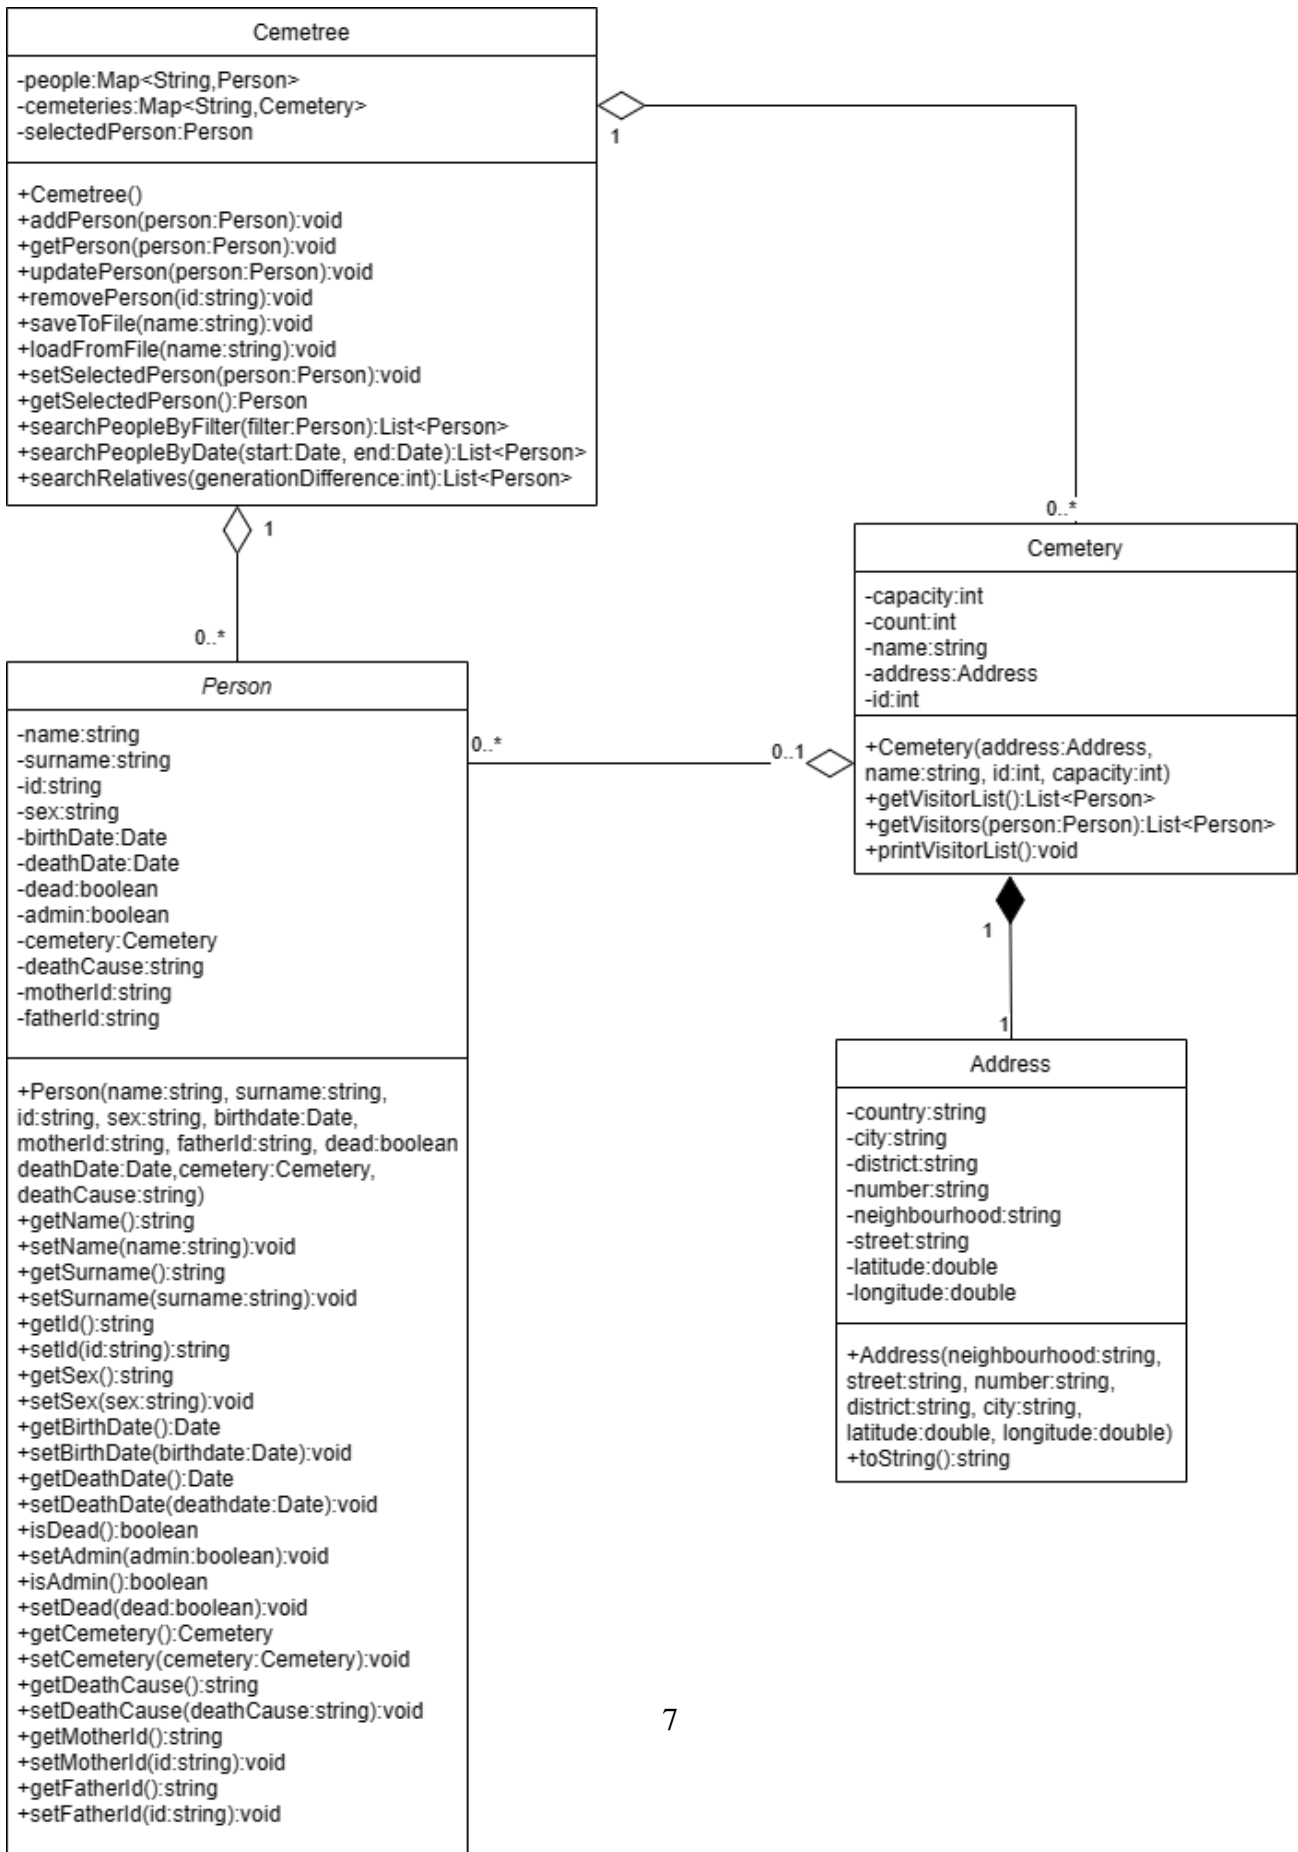 Cemetree
-people:Map<String,Person>
-cemeteries:Map<String,Cemetery>
-selectedPerson:Person
+Cemetree()
+addPerson(person:Person):void
+getPerson(person:Person):void
+updatePerson(person:Person):void
+removePerson(id:string):void
+saveToFile(name:string):void
+loadFromFile(name:string):void
+setSelectedPerson(person:Person):void
+getSelectedPerson():Person
+searchPeopleByFilter(filter:Person):List<Person>
+searchPeopleByDate(start:Date, end:Date):List<Person>
+searchRelatives(generationDifference:int):List<Person>
1
0..*
1
0..*
Person
-name:string
-surname:string
-id:string
-sex:string
-birthDate:Date
-deathDate:Date
-dead:boolean
-admin:boolean
-cemetery:Cemetery
-deathCause:string
-motherId:string
-fatherId:string
+Person(name:string, surname:string,
id:string, sex:string, birthdate:Date,
motherId:string, fatherId:string, dead:boolean
deathDate:Date,cemetery:Cemetery,
deathCause:string)
+getName():string
+setName(name:string):void
+getSurname():string
+setSurname(surname:string):void
+getId():string
+setId(id:string):string
+getSex():string
+setSex(sex:string):void
+getBirthDate():Date
+setBirthDate(birthdate:Date):void
+getDeathDate():Date
+setDeathDate(deathdate:Date):void
+isDead():boolean
+setAdmin(admin:boolean):void
+isAdmin():boolean
+setDead(dead:boolean):void
+getCemetery():Cemetery
+setCemetery(cemetery:Cemetery):void
+getDeathCause():string
+setDeathCause(deathCause:string):void
+getMotherId():string
+setMotherId(id:string):void
+getFatherId():string
+setFatherId(id:string):void
0..*
0..1
Cemetery
-capacity:int
-count:int
-name:string
-address:Address
-id:int
+Cemetery(address:Address,
name:string, id:int, capacity:int)
+getVisitorList():List<Person>
+getVisitors(person:Person):List<Person>
+printVisitorList():void
1
1
Address
-country:string
-city:string
-district:string
-number:string
-neighbourhood:string
-street:string
-latitude:double
-longitude:double
+Address(neighbourhood:string,
street:string, number:string,
district:string, city:string,
latitude:double, longitude:double)
+toString():string
7